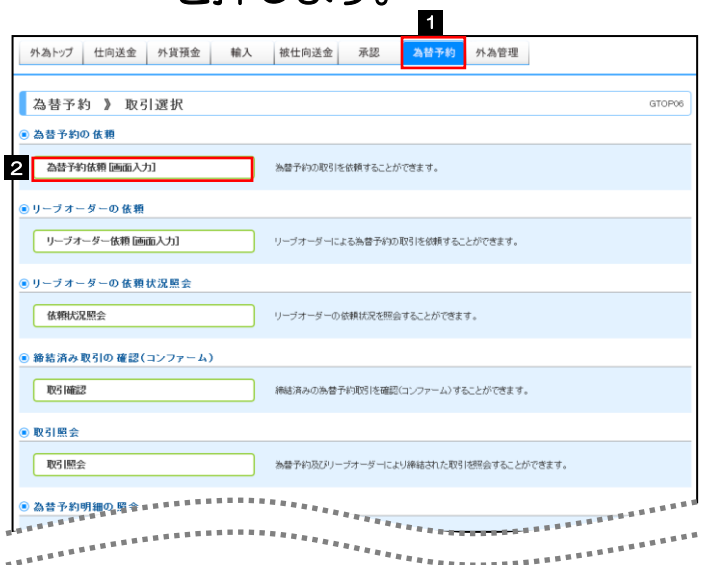 を押します。
1
外為トップ 仕向送金 外貨預金 輸入 被仕向送金 承認 為替予約 外為管理
為替予約 》 取引選択 GTOP06
為替予約の依頼
2 為替予約依頼[画面入力] 為替予約の取引を依頼することができます。
リーブオーダーの依頼
リーブオーダー依頼[画面入力] リーブオーダーによる為替予約の取引を依頼することができます。
リーブオーダーの依頼状況照会
依頼状況照会 リーブオーダーの依頼状況を照会することができます。
締結済み取引の確認(コンファーム)
取引確認 締結済みの為替予約取引を確認(コンファーム)することができます。
取引照会
取引照会 為替予約及びリーブオーダーにより締結された取引を照会することができます。
為替予約明細の照会